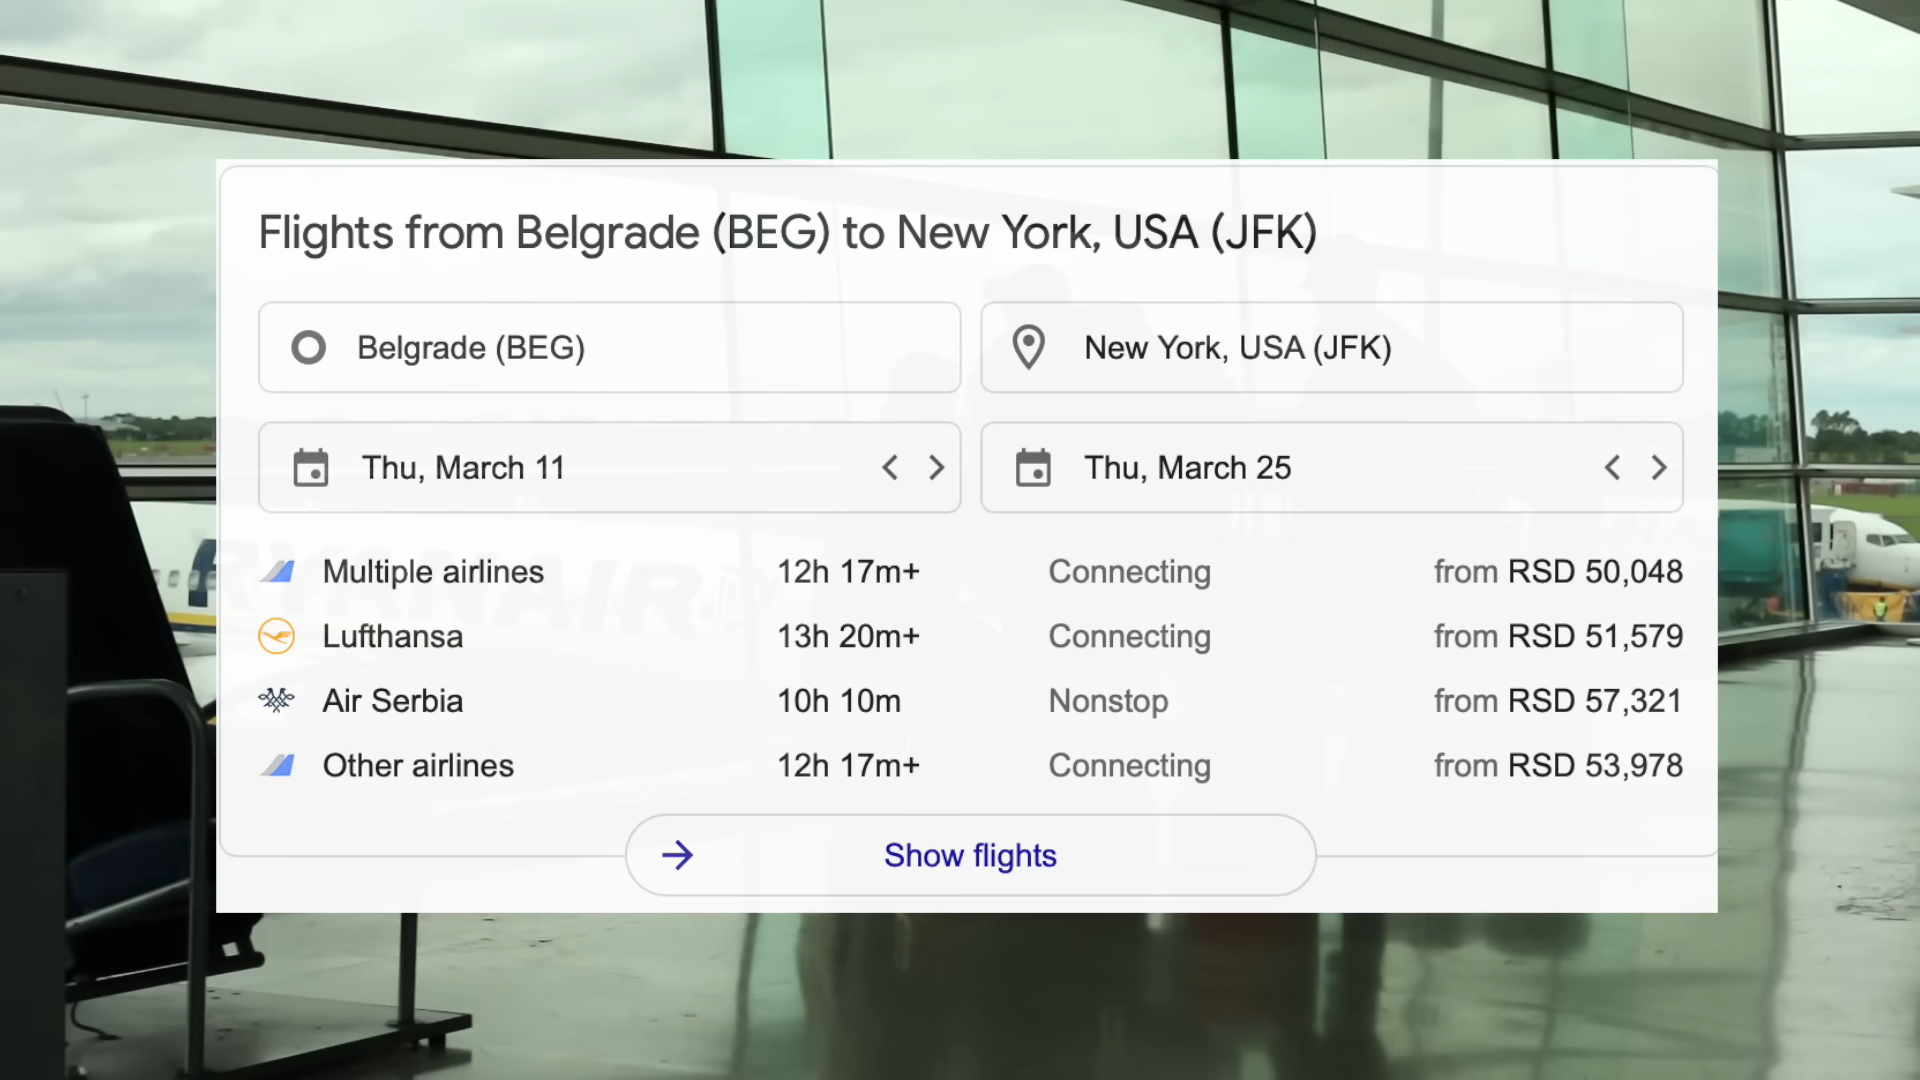 Flights from Belgrade (BEG) to New York, USA (JFK)
Belgrade (BEG) New York, USA (JFK)
Thu, March 11 Thu, March 25
Multiple airlines 12h 17m+ Connecting from RSD 50,048
Lufthansa 13h 20m+ Connecting from RSD 51,579
Air Serbia 10h 10m Nonstop from RSD 57,321
Other airlines 12h 17m+ Connecting from RSD 53,978
Show flights
RYANAIR